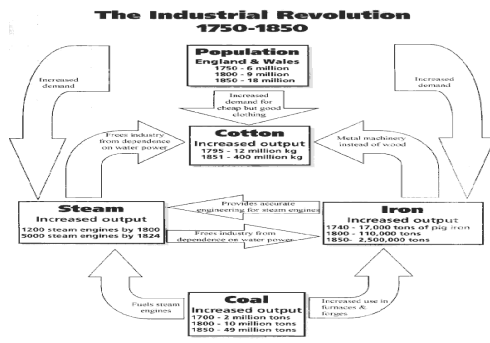 The Industrial Revolution
1750-1850
Population
England & Wales
1750 - 6 million
1800 - 9 million
1850 - 18 million
Increased
demand
Increased
demand
Increased
demand for
cheap but good
clothing
Frees industry
from dependence
on water power
Cotton
Increased output
1795 - 12 million kg
1851 - 400 million kg
Metal machinery
instead of wood
Steam
Increased output
1200 steam engines by 1800
5000 steam engines by 1824
Provides accurate
engineering for steam engines
Frees industry from
dependence on water power
Iron
Increased output
1740 - 17,000 tons of pig iron
1800 - 110,000 tons
1850- 2,500,000 tons
Fuels steam
engines
Coal
Increased output
1700 - 2 million tons
1800 - 10 million tons
1850 - 49 million tons
Increased use in
furnaces &
forges